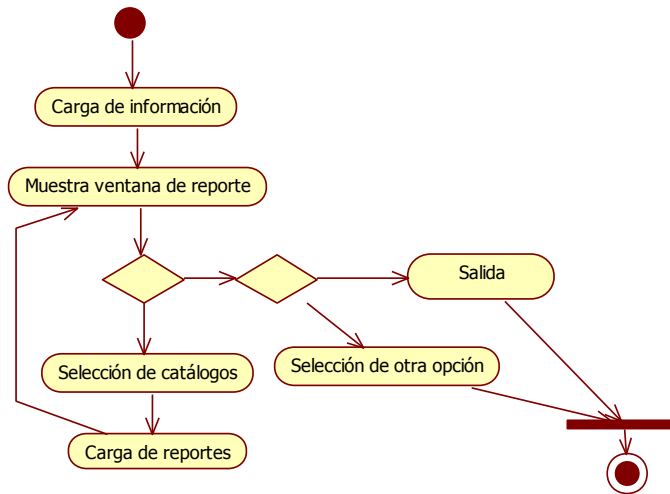 Carga de información
Muestra ventana de reporte
Salida
Selección de catálogos
Selección de otra opción
Carga de reportes